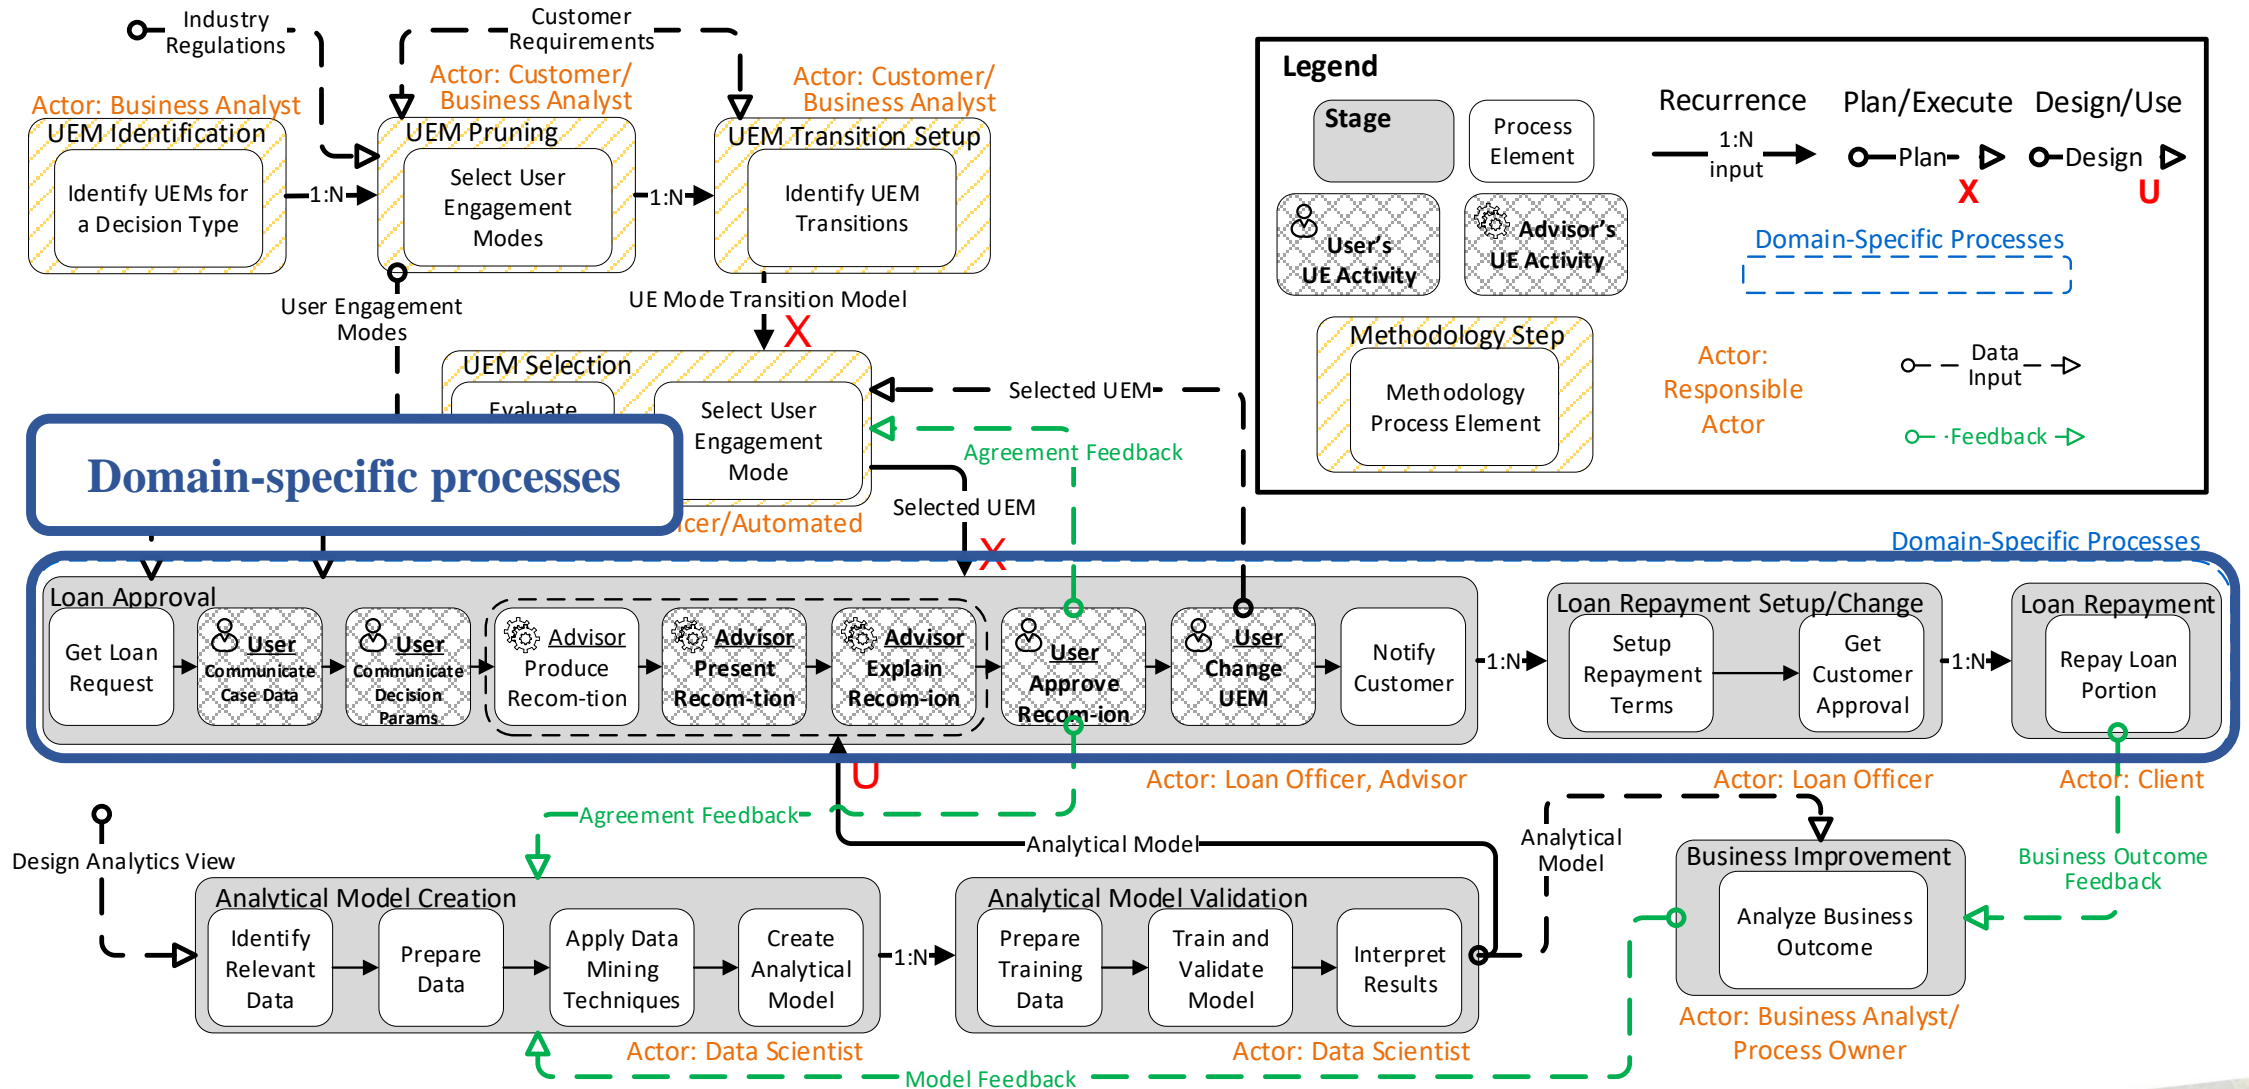 Industry
Regulations
Customer
Requirements
Actor: Business Analyst
Actor: Customer/
Business Analyst
Actor: Customer/
Business Analyst
UEM Identification
Identify UEMs for
a Decision Type
1:N
UEM Pruning
Select User
Engagement
Modes
1:N
UEM Transition Setup
Identify UEM
Transitions
User Engagement
Modes
UE Mode Transition Model
X
UEM Selection
Evaluate
Select User
Engagement
Mode
Selected UEM
Agreement Feedback
Selected UEM
X
icer/Automated
Domain-specific processes
Legend
Stage
Process
Element
Recurrence
1:N
input
Plan/Execute
Plan
X
Design/Use
Design
U
User's
UE Activity
Advisor's
UE Activity
Domain-Specific Processes
Methodology Step
Methodology
Process Element
Actor:
Responsible
Actor
Data
Input
Feedback
Domain-Specific Processes
Loan Approval
Get Loan
Request
User
Communicate
Case Data
User
Communicate
Decision
Params
Advisor
Produce
Recom-tion
Advisor
Present
Recom-tion
Advisor
Explain
Recom-ion
User
Approve
Recom-ion
User
Change
UEM
Notify
Customer
1:N
Loan Repayment Setup/Change
Setup
Repayment
Terms
Get
Customer
Approval
1:N
Loan Repayment
Repay Loan
Portion
U
Actor: Loan Officer, Advisor
Actor: Loan Officer
Actor: Client
Agreement Feedback
Analytical Model
Analytical
Model
Business Outcome
Feedback
Design Analytics View
Analytical Model Creation
Identify
Relevant
Data
Prepare
Data
Apply Data
Mining
Techniques
Create
Analytical
Model
1:N
Analytical Model Validation
Prepare
Training
Data
Train and
Validate
Model
Interpret
Results
Business Improvement
Analyze Business
Outcome
Actor: Data Scientist
Actor: Data Scientist
Actor: Business Analyst/
Process Owner
Model Feedback